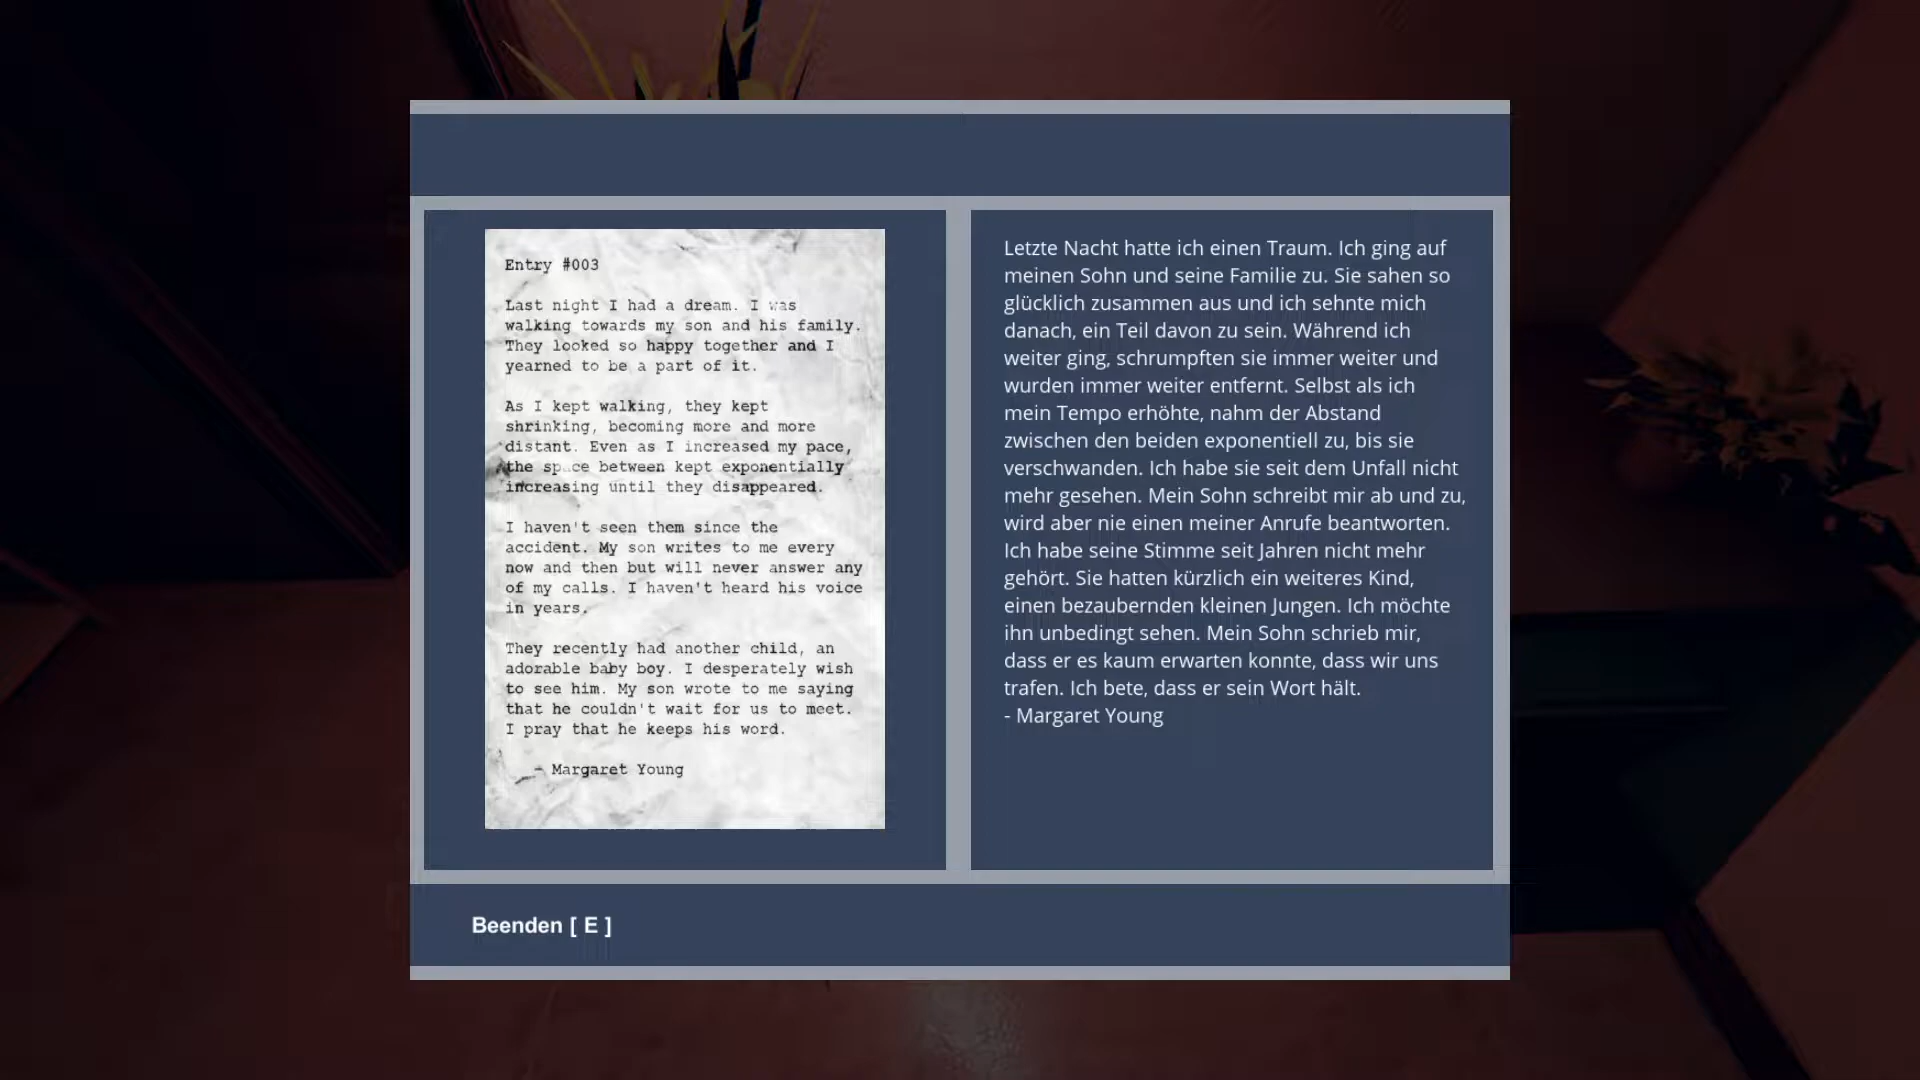 Entry #003
Last night I had a dream. I was
walking towards my son and his family.
They looked so happy together and I
yearned to be a part of it.
As I kept walking, they kept
shrinking, becoming more and more
distant. Even as I increased my pace,
the space between kept exponentially
increasing until they disappeared.
I haven't seen them since the
accident. My son writes to me every
now and then but will never answer any
of my calls. I haven't heard his voice
in years.
They recently had another child, an
adorable baby boy. I desperately wish
to see him. My son wrote to me saying
that he couldn't wait for us to meet.
I pray that he keeps his word.
- Margaret Young
Letzte Nacht hatte ich einen Traum. Ich ging auf
meinen Sohn und seine Familie zu. Sie sahen so
glücklich zusammen aus und ich sehnte mich
danach, ein Teil davon zu sein. Während ich
weiter ging, schrumpften sie immer weiter und
wurden immer weiter entfernt. Selbst als ich
mein Tempo erhöhte, nahm der Abstand
zwischen den beiden exponentiell zu, bis sie
verschwanden. Ich habe sie seit dem Unfall nicht
mehr gesehen. Mein Sohn schreibt mir ab und zu,
wird aber nie einen meiner Anrufe beantworten.
Ich habe seine Stimme seit Jahren nicht mehr
gehört. Sie hatten kürzlich ein weiteres Kind,
einen bezaubernden kleinen Jungen. Ich möchte
ihn unbedingt sehen. Mein Sohn schrieb mir,
dass er es kaum erwarten konnte, dass wir uns
trafen. Ich bete, dass er sein Wort hält.
- Margaret Young
Beenden [ E ]